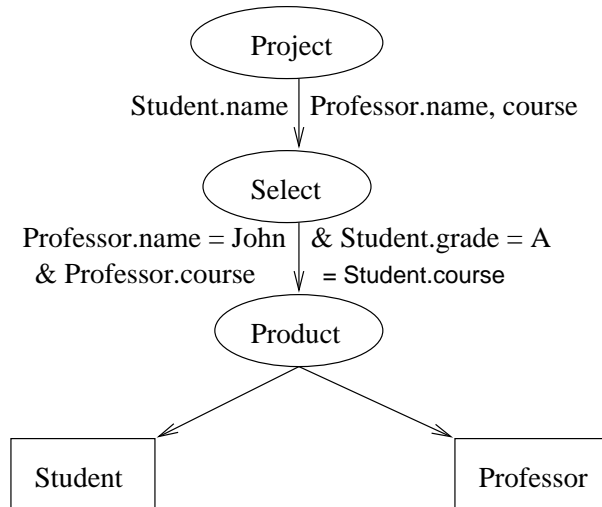 Project
Student.name Professor.name, course
Select
Professor.name = John & Student.grade = A
& Professor.course = Student.course
Product
Student Professor